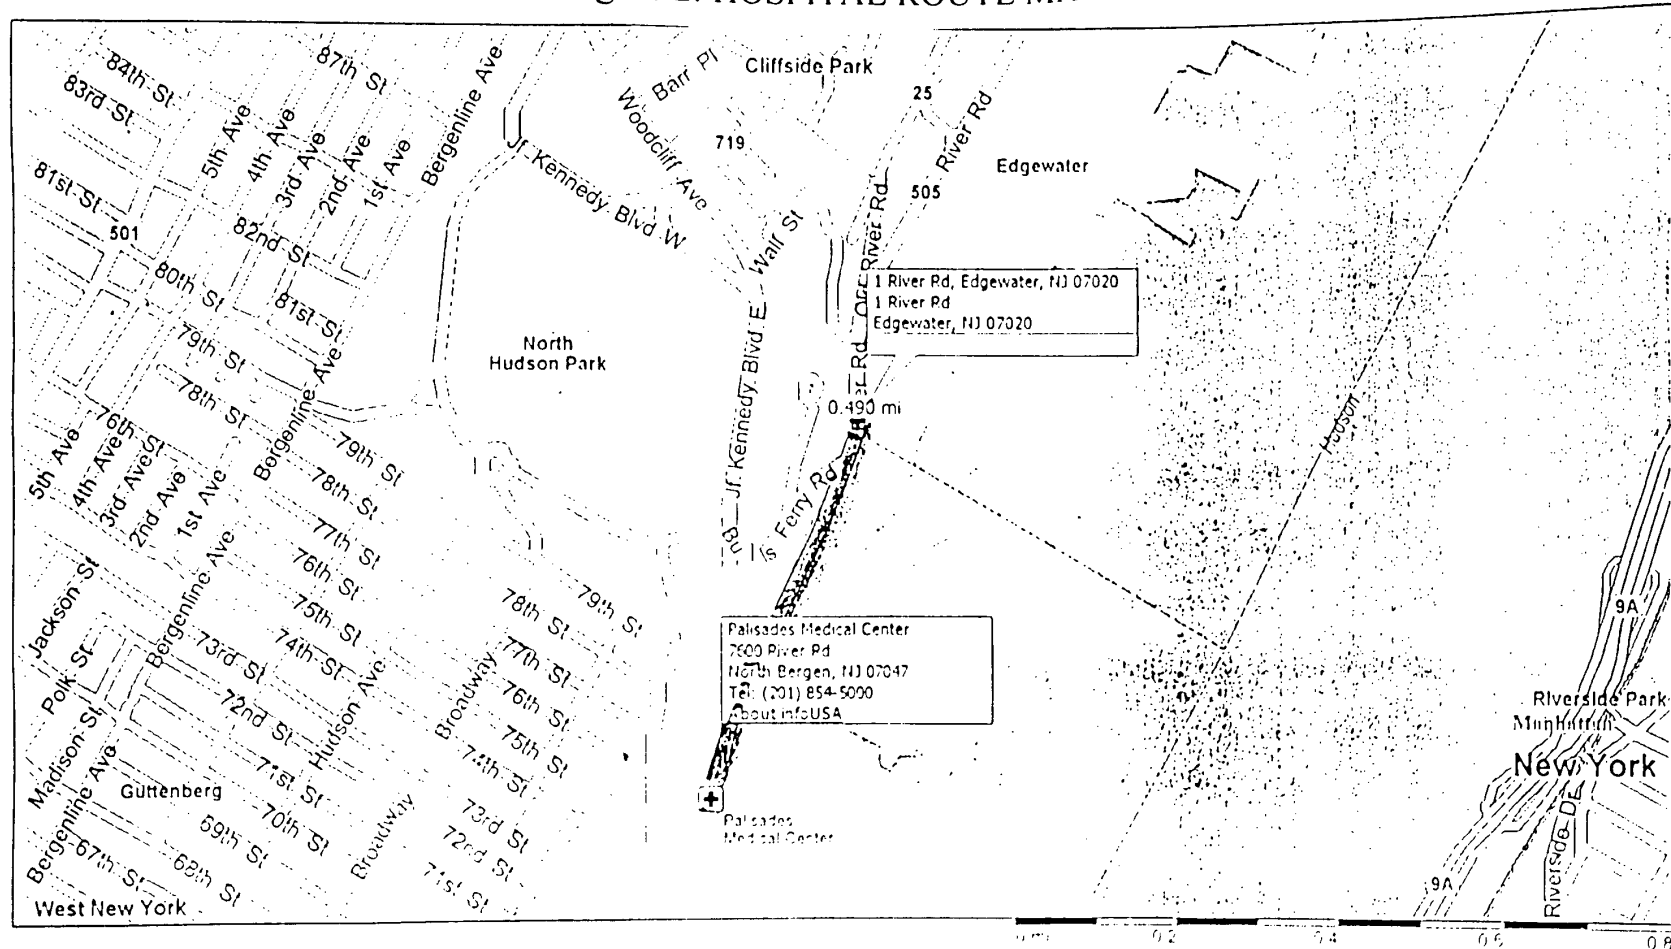 HOSPITAL ROUTE
84th St
87th St
83rd St
5th Ave
4th Ave
3rd Ave
2nd Ave
1st Ave
Bergenline Ave
Jf Kennedy Blvd W
Barr Pl
Woodcliff Ave
719
Cliffside Park
25
River Rd
505
Edgewater
81st St
501
82nd St
80th St
81st St
79th St
78th St
Bergenline Ave
North
Hudson Park
Jf Kennedy Blvd E
River Rd
1 River Rd, Edgewater, NJ 07020
1 River Rd
Edgewater, NJ 07020
0.490 mi
Ferry Rd
Hudson
76th St
5th Ave
4th Ave
3rd Ave
2nd Ave
1st Ave
79th St
78th St
77th St
76th St
75th St
74th St
73rd St
72nd St
71st St
70th St
69th St
68th St
67th St
Jackson St
Polk St
Madison St
Bergenline Ave
Bergenline Ave
Hudson Ave
Broadway
Broadway
79th St
78th St
77th St
76th St
75th St
74th St
73rd St
72nd St
71st St
Guttenberg
West New York
Palisades Medical Center
7600 River Rd
North Bergen, NJ 07047
Tel: (201) 854-5000
About infoUSA
Palisades
Medical Center
9A
Riverside Park
Manhattan
New York
Riverside Dr
9A
0 mi
0.2
0.4
0.6
0.8